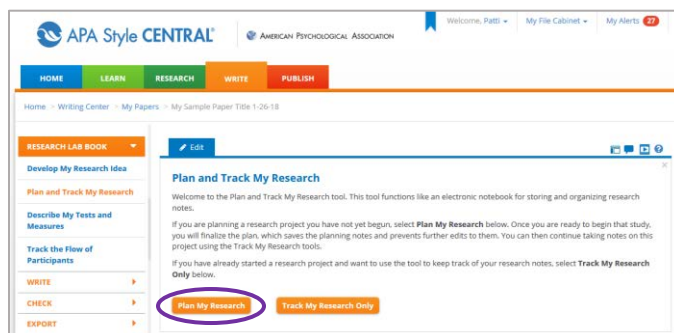 APA Style CENTRAL®
AMERICAN PSYCHOLOGICAL ASSOCIATION
Welcome, Patti
My File Cabinet
My Alerts 27
HOME
LEARN
RESEARCH
WRITE
PUBLISH
Home > Writing Center > My Papers > My Sample Paper Title 1-26-18
RESEARCH LAB BOOK
Develop My Research Idea
Plan and Track My Research
Describe My Tests and
Measures
Track the Flow of
Participants
WRITE
CHECK
EXPORT
Edit
Plan and Track My Research
Welcome to the Plan and Track My Research tool. This tool functions like an electronic notebook for storing and organizing research
notes.
If you are planning a research project you have not yet begun, select Plan My Research below. Once you are ready to begin that study,
you will finalize the plan, which saves the planning notes and prevents further edits to them. You can then continue taking notes on this
project using the Track My Research tools.
If you have already started a research project and want to use the tool to keep track of your research notes, select Track My Research
Only below.
Plan My Research
Track My Research Only